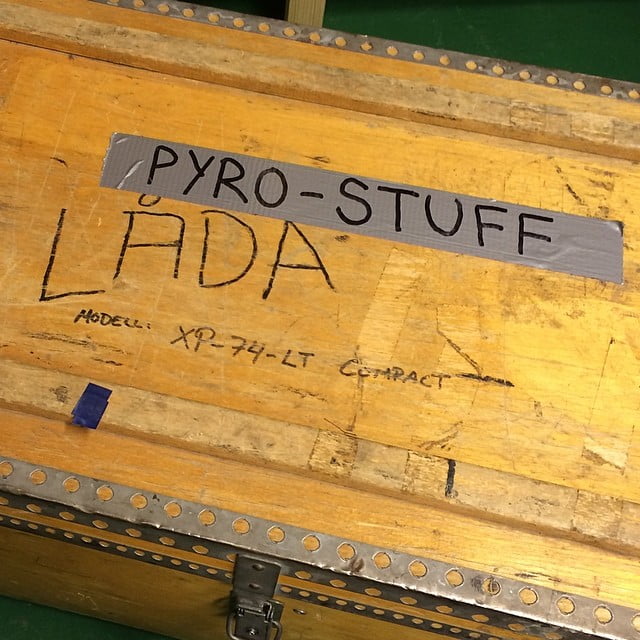 PYRO-STUFF
LÅDA
MODELL: XP-74-LT COMPACT